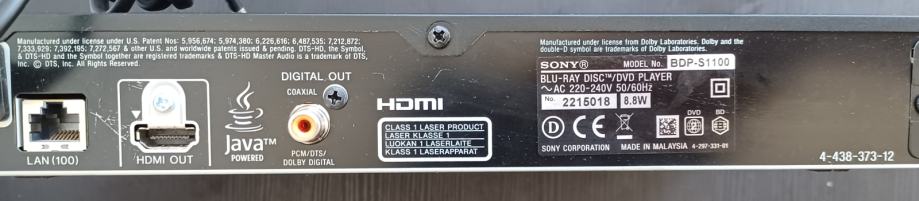 Manufactured under license under U.S. Patent Nos: 5,956,674; 5,974,380; 6,226,616; 6,487,535; 7,212,872;
7,333,929; 7,392,195; 7,272,567 & other U.S. and worldwide patents issued & pending. DTS-HD, the Symbol,
& DTS-HD and the Symbol together are registered trademarks & DTS-HD Master Audio is a trademark of DTS,
Inc. © DTS, Inc. All Rights Reserved.
Manufactured under license from Dolby Laboratories. Dolby and the
double-D symbol are trademarks of Dolby Laboratories.
LAN (100)
HDMI OUT
Java™
POWERED
DIGITAL OUT
COAXIAL
PCM/DTS/
DOLBY DIGITAL
HDMI
CLASS 1 LASER PRODUCT
LASER KLASSE 1
LUOKAN 1 LASERLAITE
KLASS 1 LASERAPPARAT
SONY® MODEL No. BDP-S1100
BLU-RAY DISC™/DVD PLAYER
~AC 220-240V 50/60Hz
No. 2215018 8.8W
D CE DVD 2 BD
SONY CORPORATION MADE IN MALAYSIA 4-297-331-01
4-438-373-12